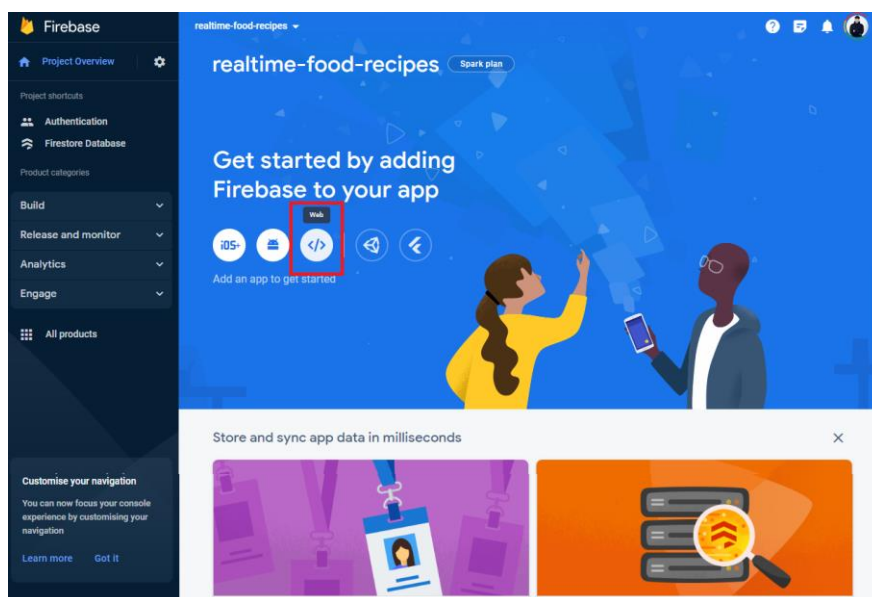 Firebase
Project Overview
Project shortcuts
Authentication
Firestore Database
Product categories
Build
Release and monitor
Analytics
Engage
All products
Customise your navigation
You can now focus your console
experience by customising your
navigation
Learn more Got it
realtime-food-recipes
realtime-food-recipes Spark plan
Get started by adding
Firebase to your app
Web
iOS+ </>
Add an app to get started
Store and sync app data in milliseconds